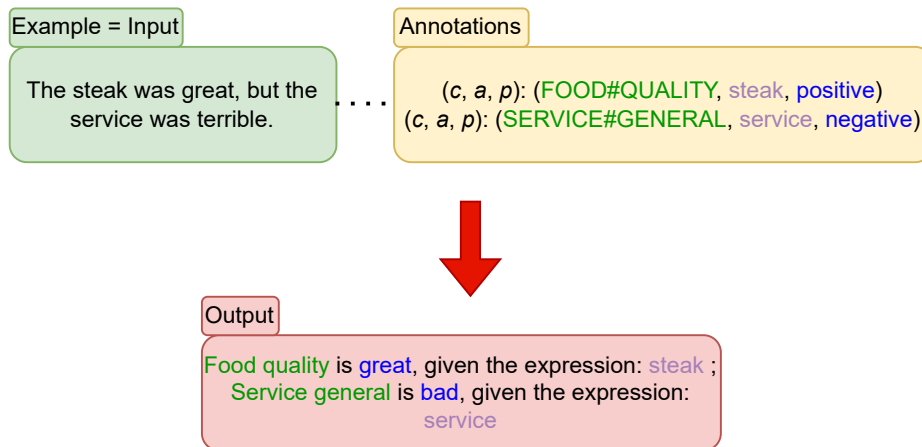 Example = Input
The steak was great, but the
service was terrible.
Annotations
(c, a, p): (FOOD#QUALITY, steak, positive)
(c, a, p): (SERVICE#GENERAL, service, negative)
Output
Food quality is great, given the expression: steak ;
Service general is bad, given the expression:
service